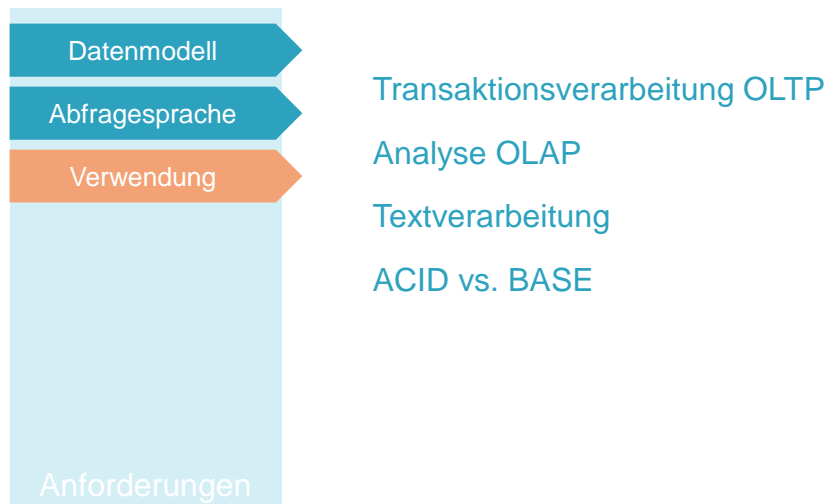 Datenmodell
Abfragesprache
Verwendung
Transaktionsverarbeitung OLTP
Analyse OLAP
Textverarbeitung
ACID vs. BASE
Anforderungen